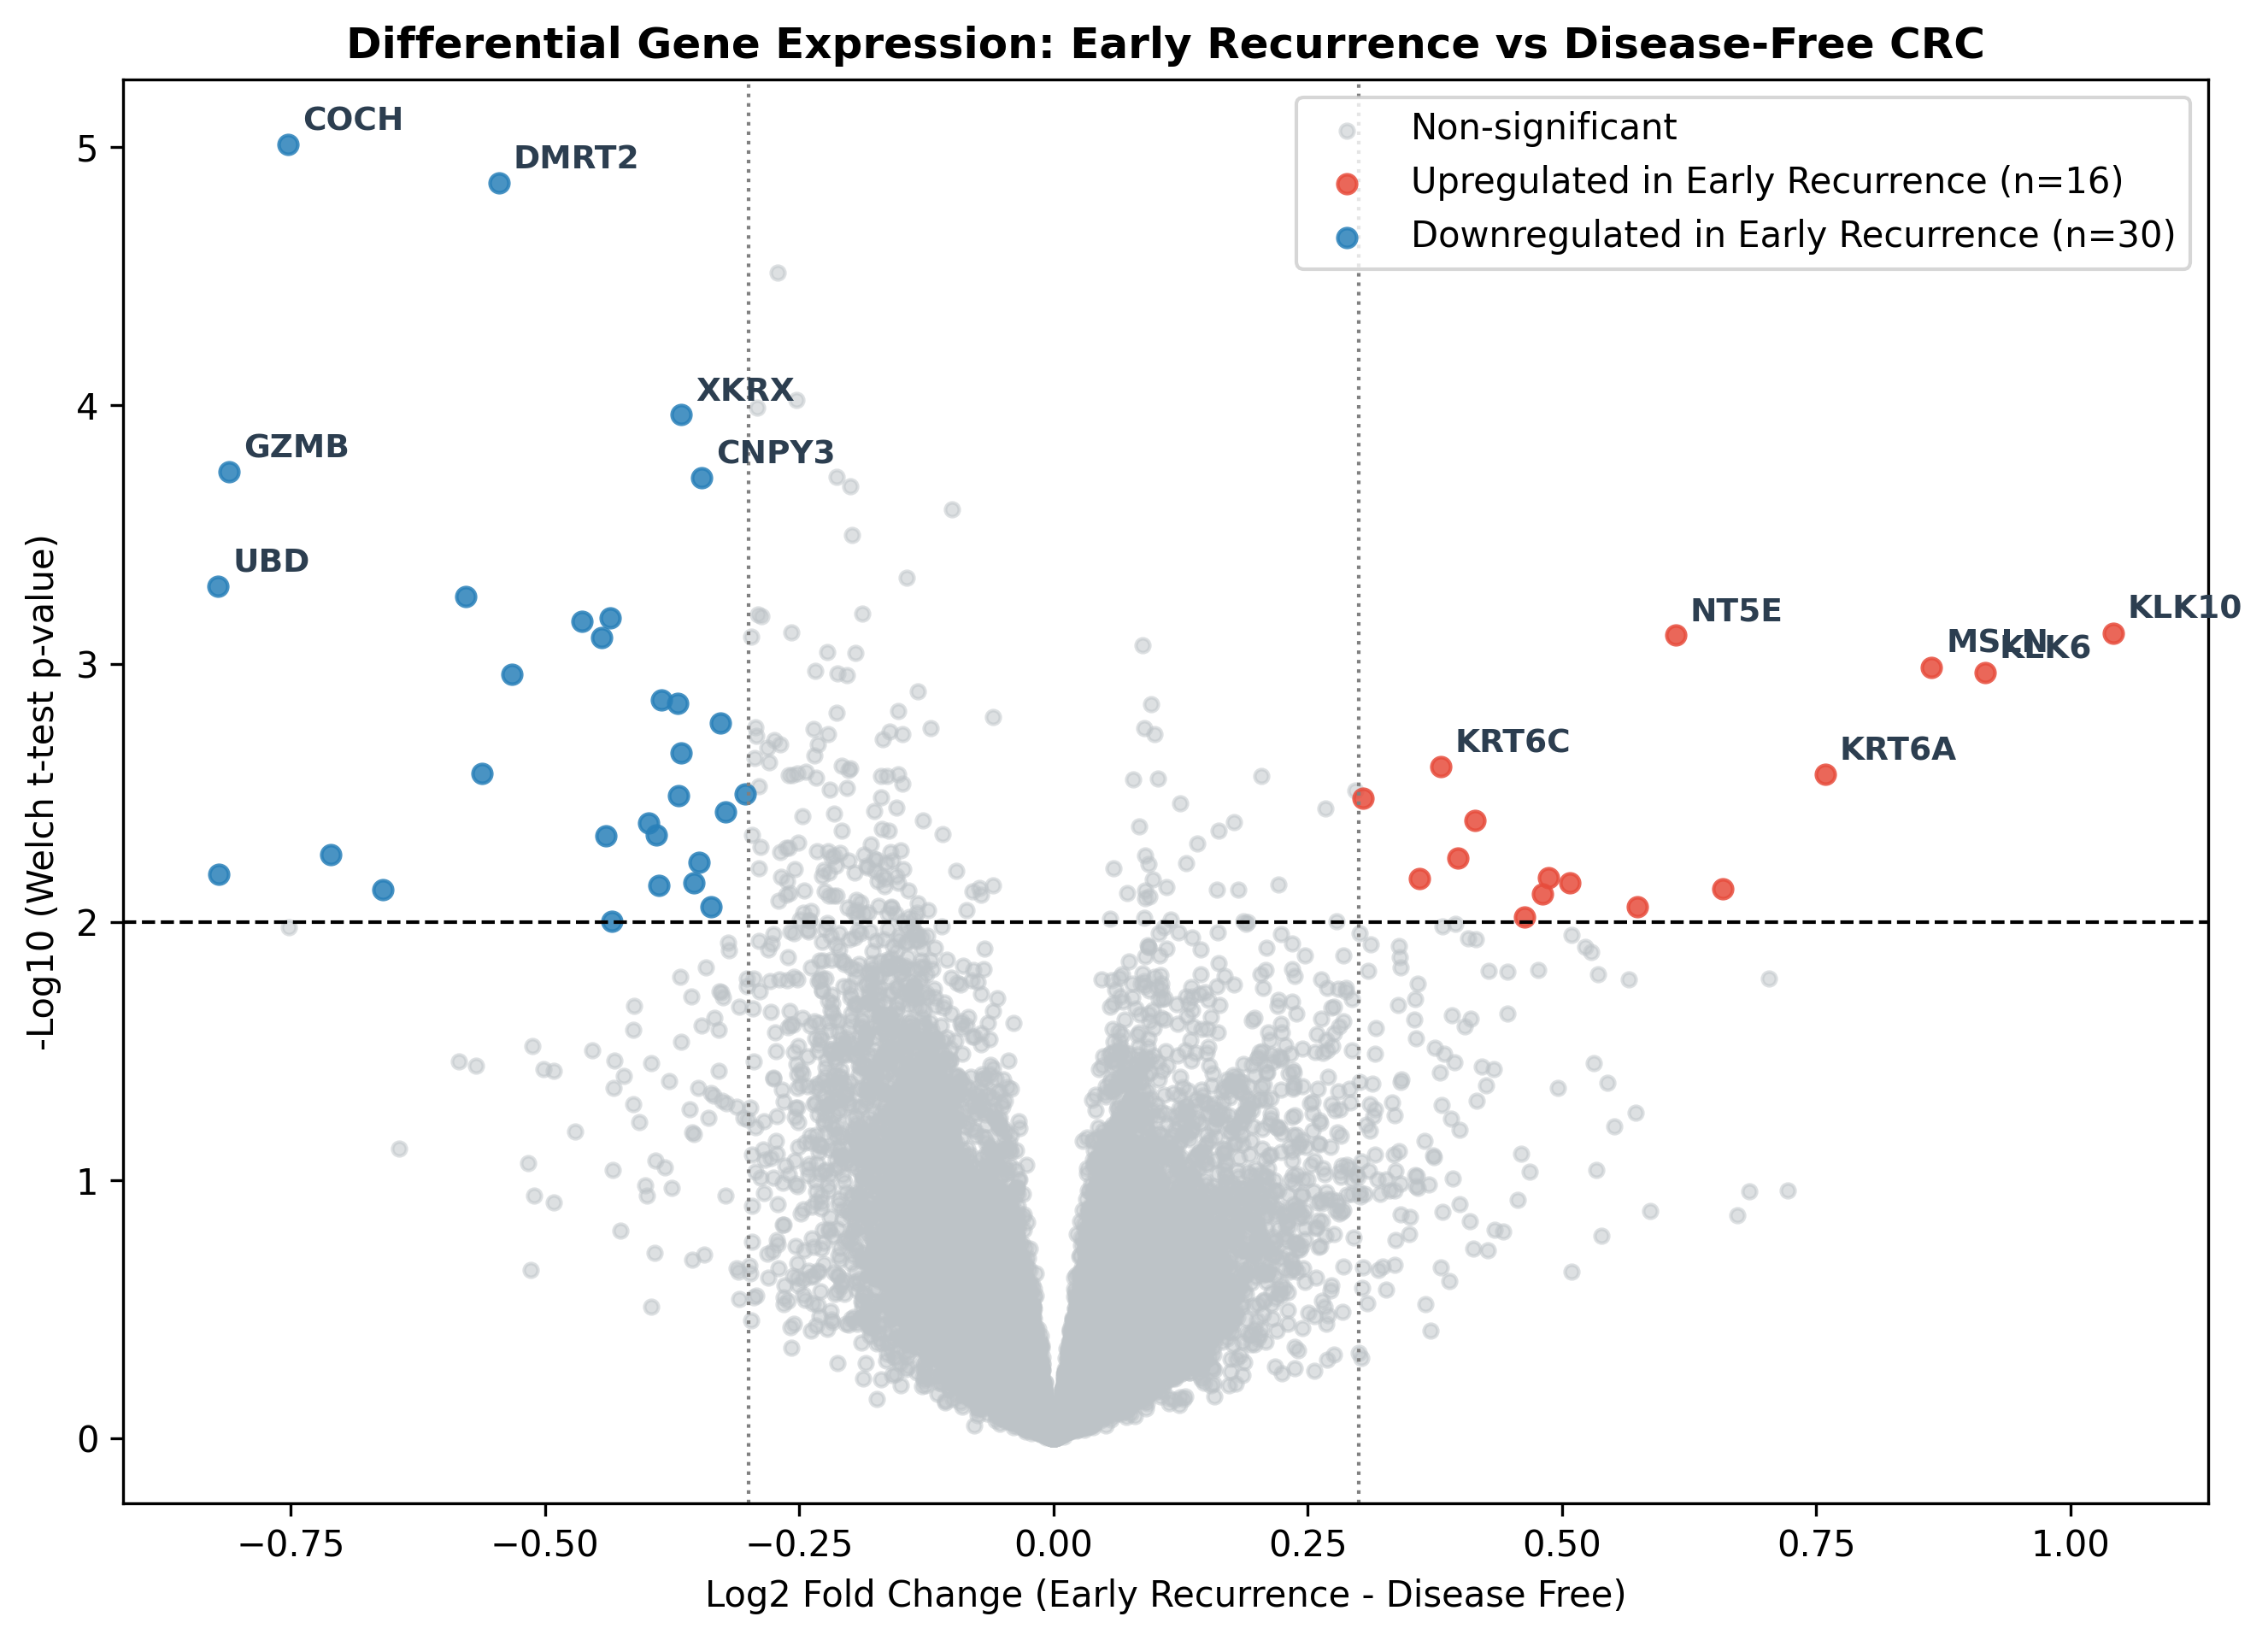 Differential Gene Expression: Early Recurrence vs Disease-Free CRC
Non-significant
Upregulated in Early Recurrence (n=16)
Downregulated in Early Recurrence (n=30)
COCH
DMRT2
XKRX
GZMB
CNPY3
UBD
NT5E
KLK10
MSLN
KLK6
KRT6C
KRT6A
-Log10 (Welch t-test p-value)
5
4
3
2
1
0
−0.75
−0.50
−0.25
0.00
0.25
0.50
0.75
1.00
Log2 Fold Change (Early Recurrence - Disease Free)